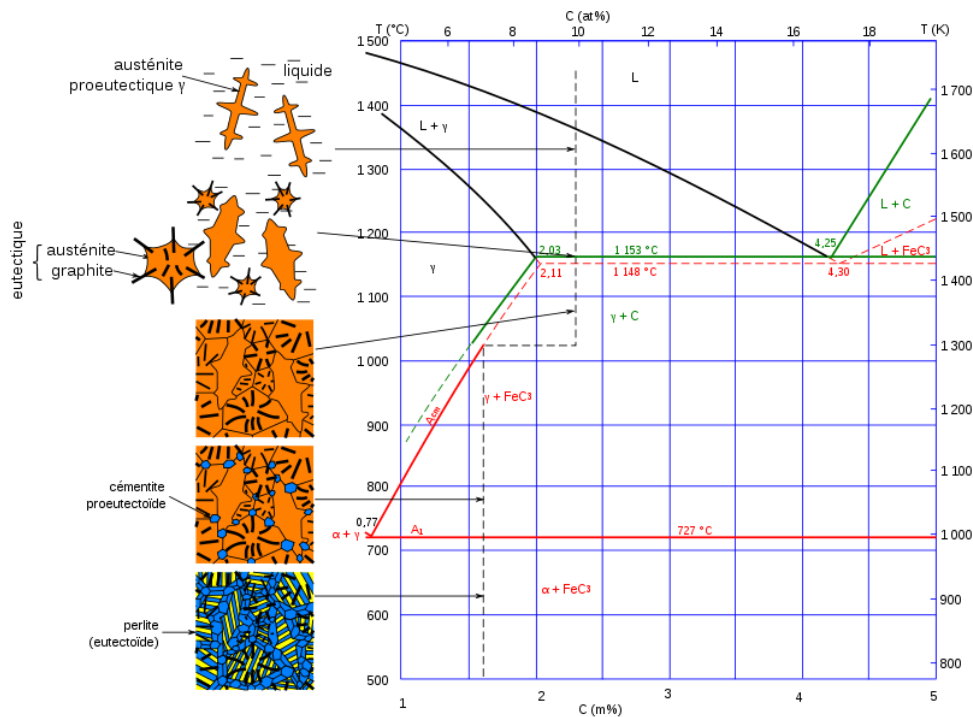 C (at%)
T (°C) 6 8 10 12 14 16 18 T (K)
1 500
austénite
proeutectique γ
liquide
L
1 700
1 400
L + γ
1 600
1 300
L + C
1 500
eutectique
austénite
graphite
1 200
2,03
1 153 °C
4,25
L + FeC3
γ
2,11
1 148 °C
4,30
1 400
1 100
γ + C
1 300
1 000
γ + FeC3
1 200
Acm
900
1 100
cémentite
proeutectoïde
800
0,77
α + γ
A1
727 °C
1 000
700
α + FeC3
900
600
perlite
(eutectoïde)
800
500
1 2 3 4 5
C (m%)